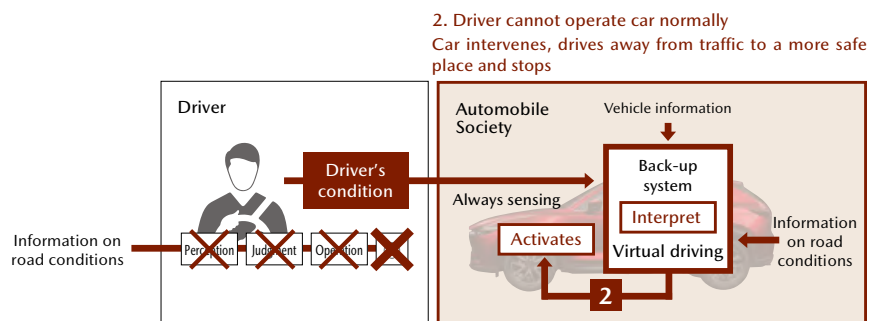 2. Driver cannot operate car normally
Car intervenes, drives away from traffic to a more safe
place and stops
Driver
Automobile
Society
Vehicle information
Driver's
condition
Back-up
system
Always sensing
Interpret
Information on
road conditions
Perception
Judgment
Operation
Activates
Virtual driving
Information
on road
conditions
2